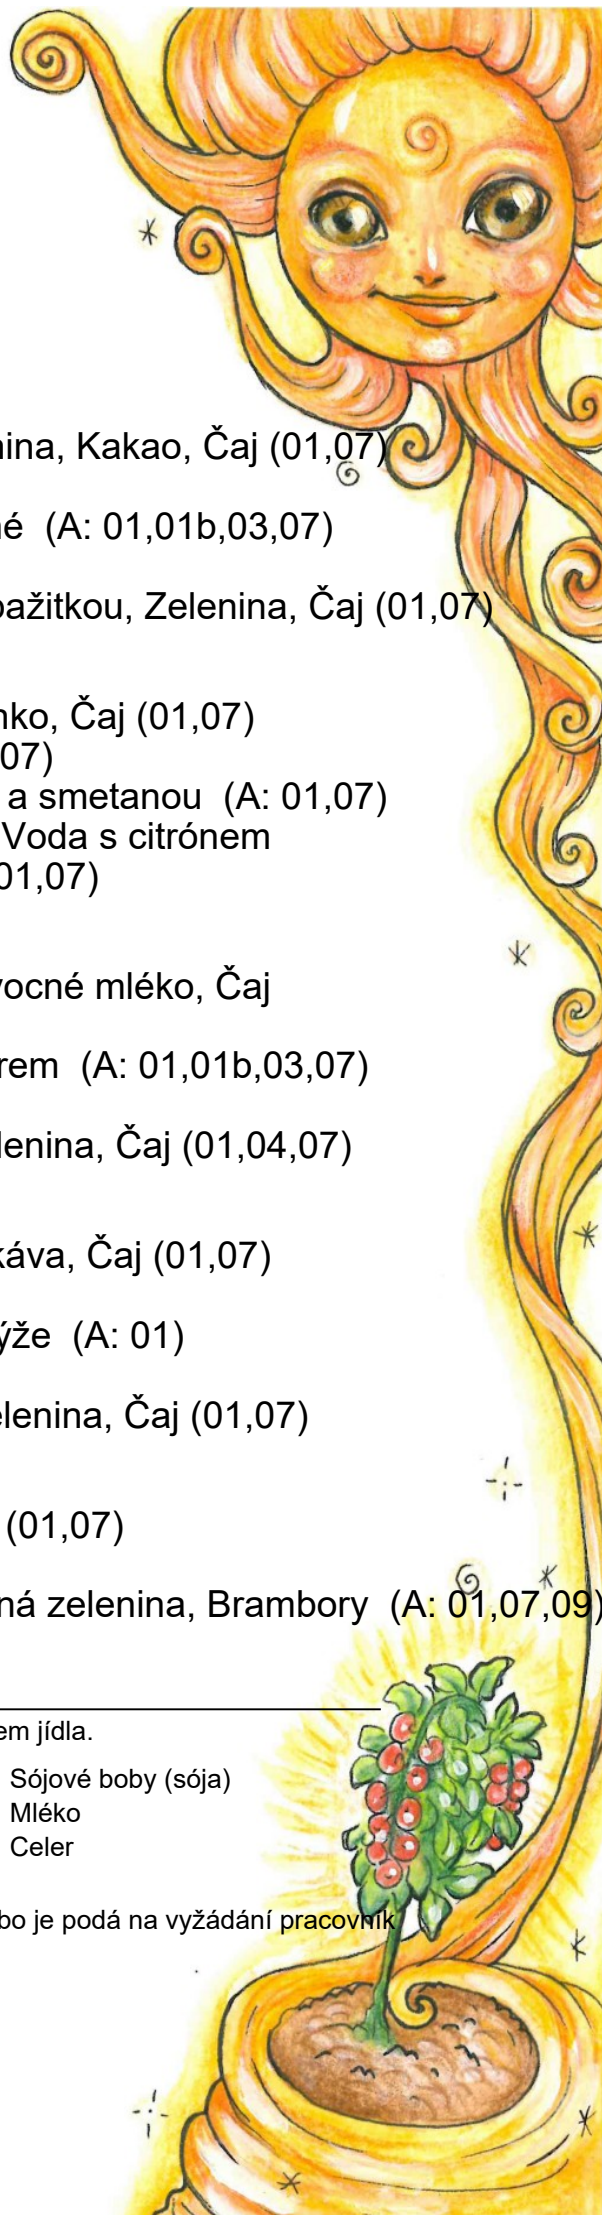 ina, Kakao, Čaj (01,07)
né (A: 01,01b,03,07)
pažitkou, Zelenina, Čaj (01,07)
nko, Čaj (01,07)
07)
a smetanou (A: 01,07)
Voda s citrónem
01,07)
vocné mléko, Čaj
rem (A: 01,01b,03,07)
lenina, Čaj (01,04,07)
káva, Čaj (01,07)
ýže (A: 01)
elenina, Čaj (01,07)
(01,07)
ná zelenina, Brambory (A: 01,07,09)
em jídla.
Sójové boby (sója)
Mléko
Celer
bo je podá na vyžádání pracovník